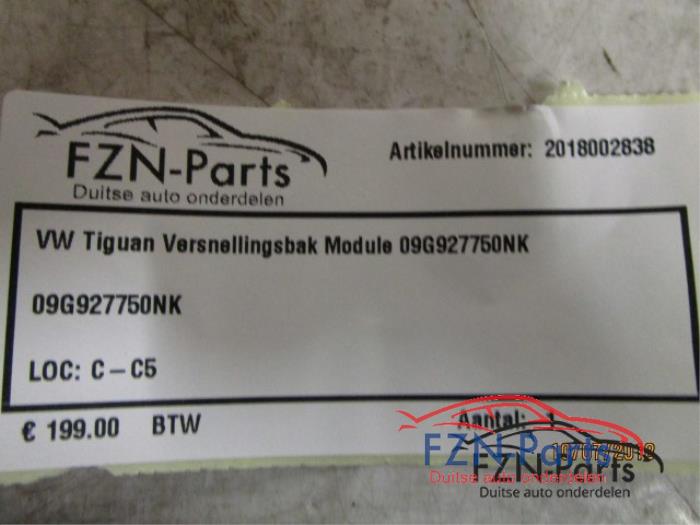 FZN-Parts
Duitse auto onderdelen
Artikelnummer: 2018002838
VW Tiguan Versnellingsbak Module 09G927750NK
09G927750NK
LOC: C-C5
€ 199.00 BTW
Aantal: 1
FZN-Parts
Duitse auto onderdelen
FZN-Parts
Duitse auto onderdelen